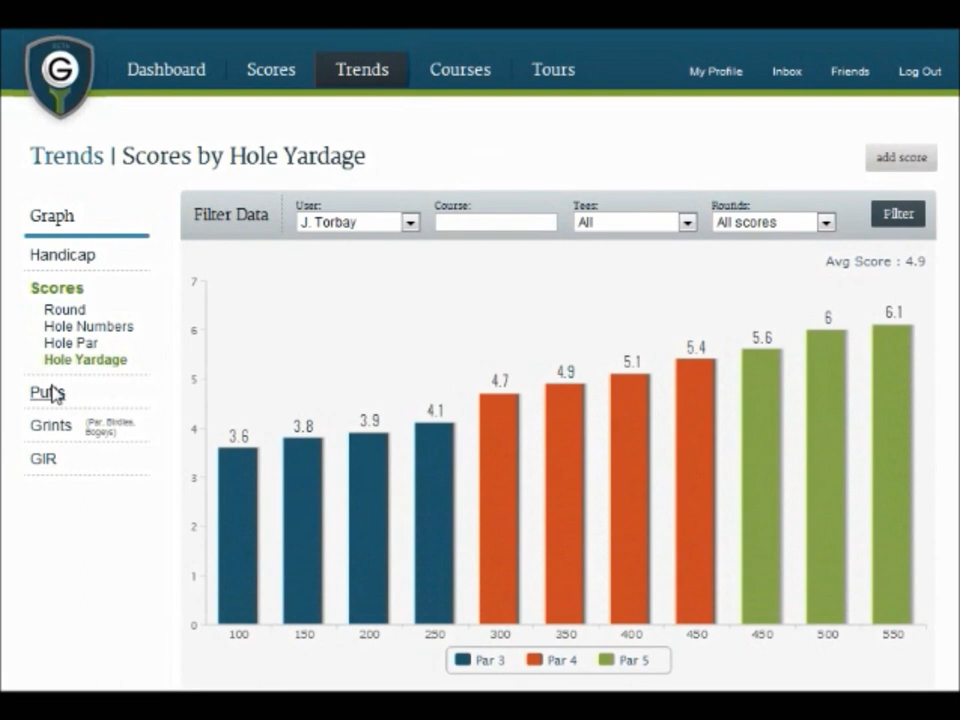 G
Dashboard Scores Trends Courses Tours My Profile Inbox Friends Log Out
Trends | Scores by Hole Yardage
add score
Graph
Handicap
Scores
Round
Hole Numbers
Hole Par
Hole Yardage
Putts
Grints (Par, Birdies, Bogeys)
GIR
Filter Data
User: Course: Tees: Rounds:
J. Torbay All All scores
Filter
Avg Score : 4.9
7
6
5
4
3
2
1
0
3.6 3.8 3.9 4.1 4.7 4.9 5.1 5.4 5.6 6 6.1
100 150 200 250 300 350 400 450 450 500 550
Par 3 Par 4 Par 5